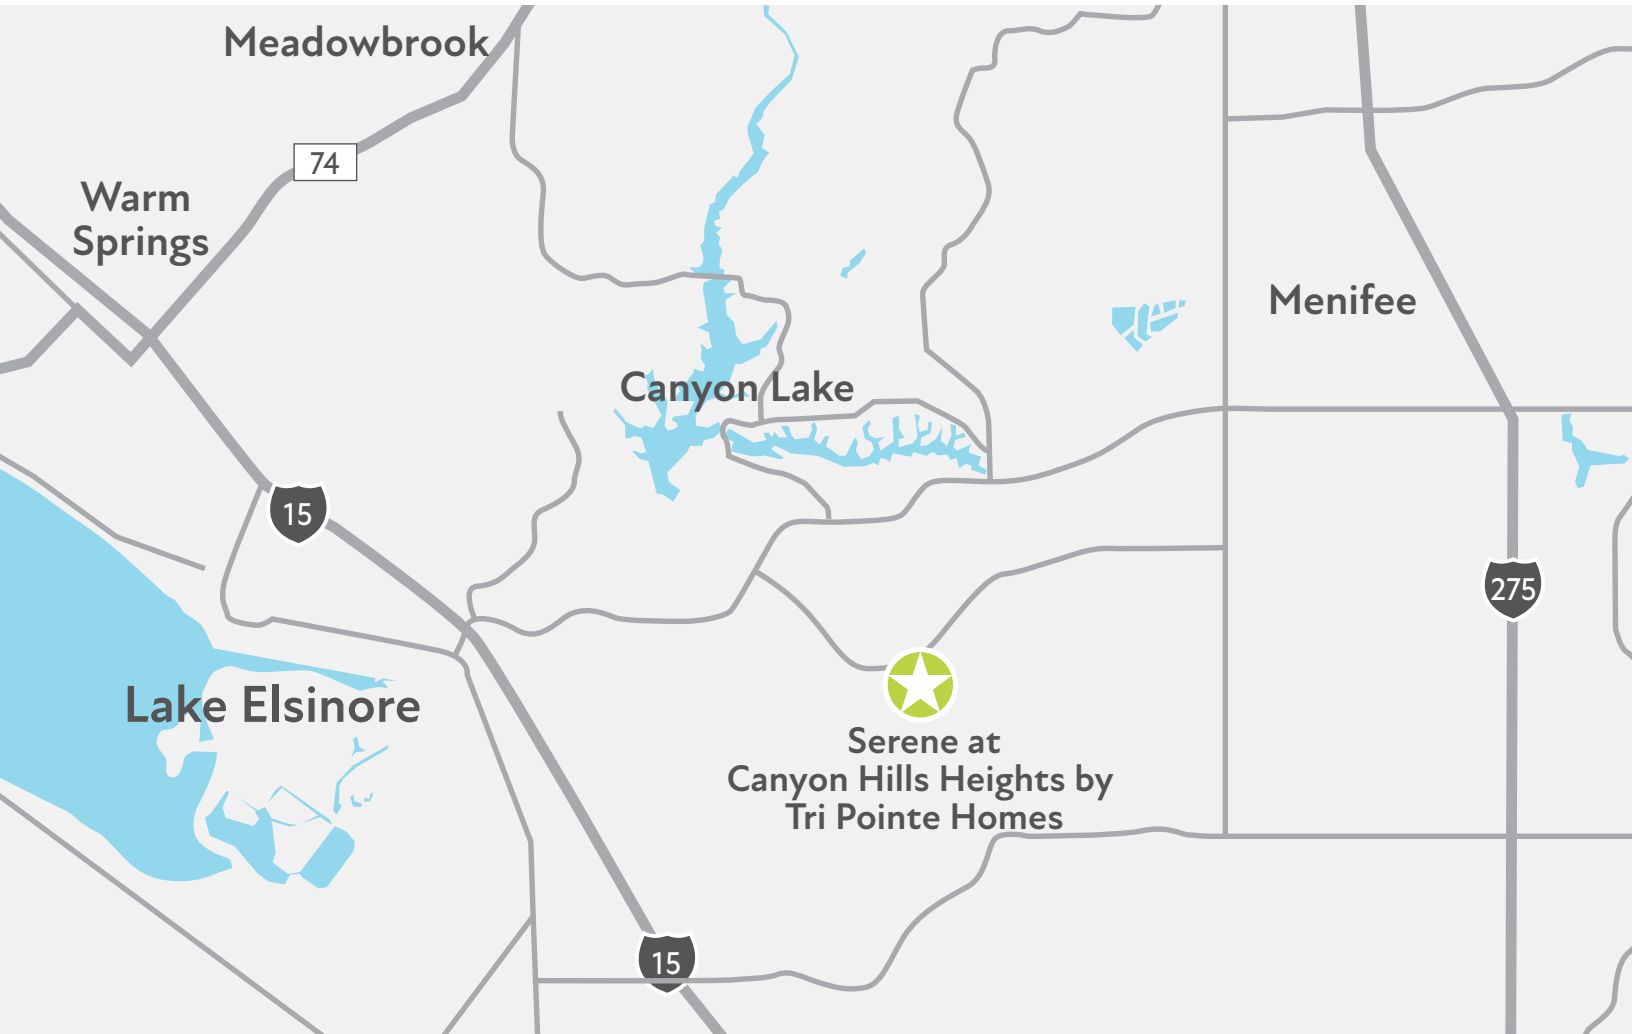 Meadowbrook
74
Warm
Springs
Menifee
Canyon Lake
15
275
Lake Elsinore
Serene at
Canyon Hills Heights by
Tri Pointe Homes
15